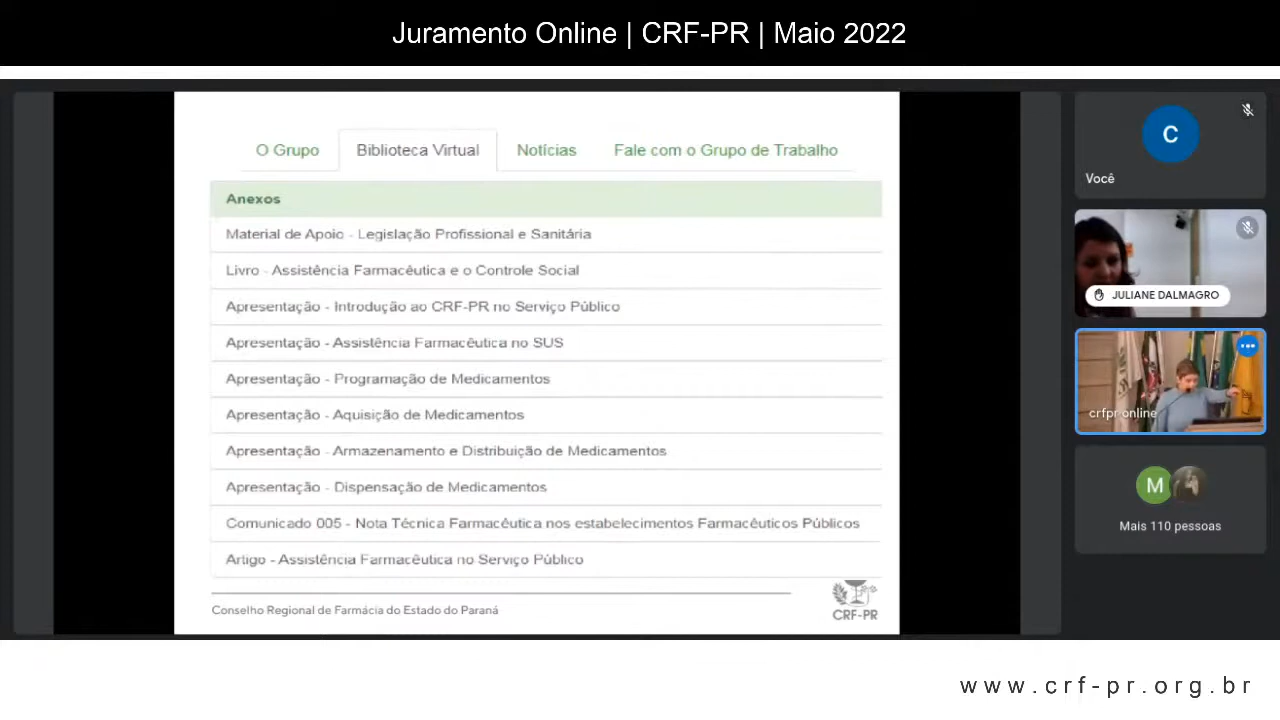 Juramento Online | CRF-PR | Maio 2022
O Grupo
Biblioteca Virtual
Notícias
Fale com o Grupo de Trabalho
Anexos
Material de Apoio - Legislação Profissional e Sanitária
Livro - Assistência Farmacêutica e o Controle Social
Apresentação - Introdução ao CRF-PR no Serviço Público
Apresentação - Assistência Farmacêutica no SUS
Apresentação - Programação de Medicamentos
Apresentação - Aquisição de Medicamentos
Apresentação - Armazenamento e Distribuição de Medicamentos
Apresentação - Dispensação de Medicamentos
Comunicado 005 - Nota Técnica Farmacêutica nos estabelecimentos Farmacêuticos Públicos
Artigo - Assistência Farmacêutica no Serviço Público
Conselho Regional de Farmácia do Estado do Paraná
CRF-PR
C
Você
JULIANE DALMAGRO
crfpr online
M
Mais 110 pessoas
www.crf-pr.org.br